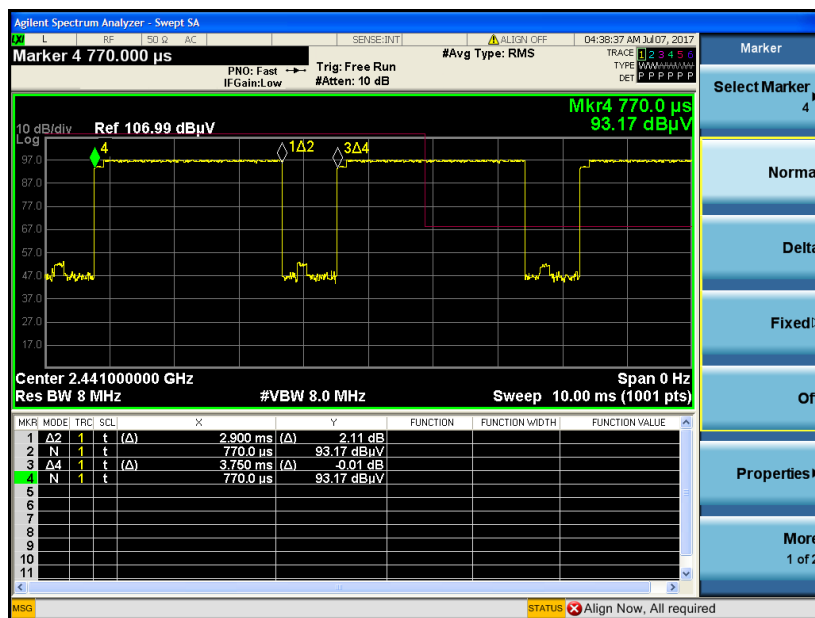 Agilent Spectrum Analyzer - Swept SA
LXI L RF 50 Ω AC SENSE:INT ALIGN OFF 04:38:37 AM Jul 07, 2017
Marker 4 770.000 µs #Avg Type: RMS TRACE 1 2 3 4 5 6
PNO: Fast Trig: Free Run TYPE WWWWWW
IFGain:Low #Atten: 10 dB DET P P P P P P
Mkr4 770.0 µs
10 dB/div Ref 106.99 dBµV 93.17 dBµV
Log
4 1Δ2 3Δ4
97.0
87.0
77.0
67.0
57.0
47.0
37.0
27.0
17.0
Center 2.441000000 GHz Span 0 Hz
Res BW 8 MHz #VBW 8.0 MHz Sweep 10.00 ms (1001 pts)
MKR MODE TRC SCL X Y FUNCTION FUNCTION WIDTH FUNCTION VALUE
1 Δ2 1 t (Δ) 2.900 ms (Δ) 2.11 dB
2 N 1 t 770.0 µs 93.17 dBµV
3 Δ4 1 t (Δ) 3.750 ms (Δ) -0.01 dB
4 N 1 t 770.0 µs 93.17 dBµV
5
6
7
8
9
10
11
MSG STATUS Align Now, All required
Marker
Select Marker
4
Norma
Delta
Fixed
Of
Properties
More
1 of 2